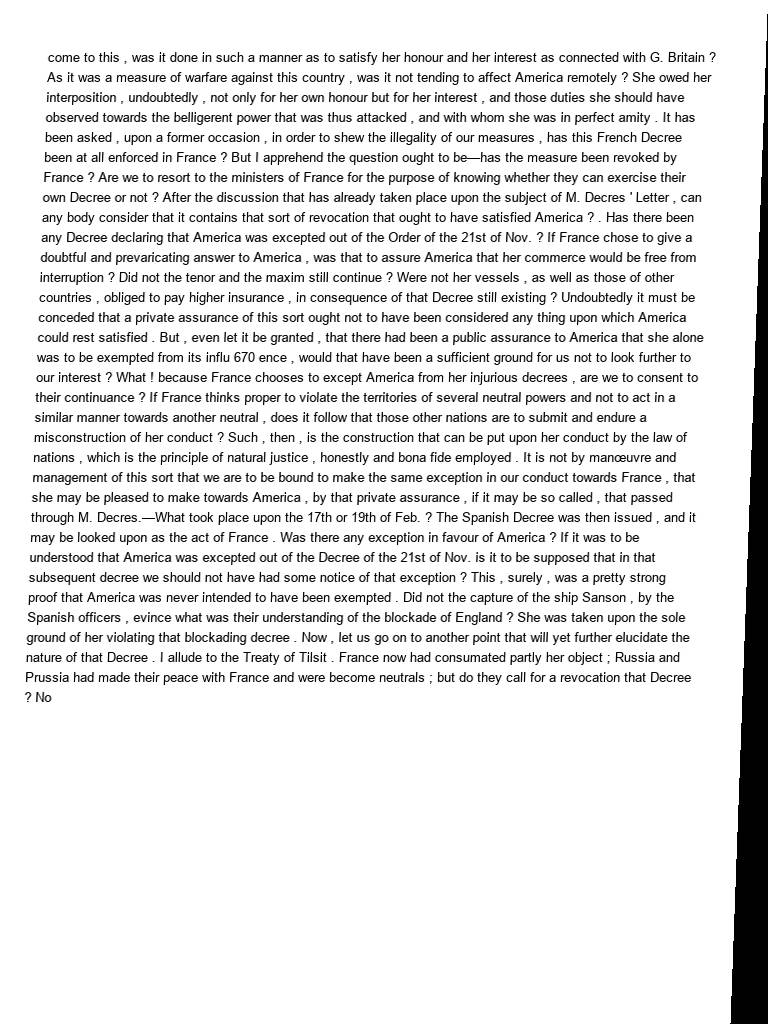 come to this , was it done in such a manner as to satisfy her honour and her interest as connected with G. Britain ?
As it was a measure of warfare against this country , was it not tending to affect America remotely ? She owed her
interposition , undoubtedly , not only for her own honour but for her interest , and those duties she should have
observed towards the belligerent power that was thus attacked , and with whom she was in perfect amity . It has
been asked , upon a former occasion , in order to shew the illegality of our measures , has this French Decree
been at all enforced in France ? But I apprehend the question ought to be—has the measure been revoked by
France ? Are we to resort to the ministers of France for the purpose of knowing whether they can exercise their
own Decree or not ? After the discussion that has already taken place upon the subject of M. Decres ' Letter , can
any body consider that it contains that sort of revocation that ought to have satisfied America ? . Has there been
any Decree declaring that America was excepted out of the Order of the 21st of Nov. ? If France chose to give a
doubtful and prevaricating answer to America , was that to assure America that her commerce would be free from
interruption ? Did not the tenor and the maxim still continue ? Were not her vessels , as well as those of other
countries , obliged to pay higher insurance , in consequence of that Decree still existing ? Undoubtedly it must be
conceded that a private assurance of this sort ought not to have been considered any thing upon which America
could rest satisfied . But , even let it be granted , that there had been a public assurance to America that she alone
was to be exempted from its influ 670 ence , would that have been a sufficient ground for us not to look further to
our interest ? What ! because France chooses to except America from her injurious decrees , are we to consent to
their continuance ? If France thinks proper to violate the territories of several neutral powers and not to act in a
similar manner towards another neutral , does it follow that those other nations are to submit and endure a
misconstruction of her conduct ? Such , then , is the construction that can be put upon her conduct by the law of
nations , which is the principle of natural justice , honestly and bona fide employed . It is not by manœuvre and
management of this sort that we are to be bound to make the same exception in our conduct towards France , that
she may be pleased to make towards America , by that private assurance , if it may be so called , that passed
through M. Decres.—What took place upon the 17th or 19th of Feb. ? The Spanish Decree was then issued , and it
may be looked upon as the act of France . Was there any exception in favour of America ? If it was to be
understood that America was excepted out of the Decree of the 21st of Nov. is it to be supposed that in that
subsequent decree we should not have had some notice of that exception ? This , surely , was a pretty strong
proof that America was never intended to have been exempted . Did not the capture of the ship Sanson , by the
Spanish officers , evince what was their understanding of the blockade of England ? She was taken upon the sole
ground of her violating that blockading decree . Now , let us go on to another point that will yet further elucidate the
nature of that Decree . I allude to the Treaty of Tilsit . France now had consumated partly her object ; Russia and
Prussia had made their peace with France and were become neutrals ; but do they call for a revocation that Decree
? No